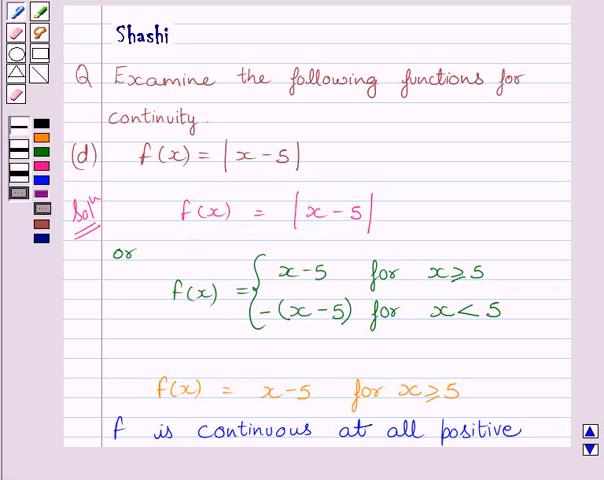 Shashi
Q Examine the following functions for
continuity.
(d) f(x) = |x - 5|
Solⁿ f(x) = |x - 5|
or
f(x) = { x - 5 for x ≥ 5
-(x - 5) for x < 5
f(x) = x - 5 for x ≥ 5
f is continuous at all positive